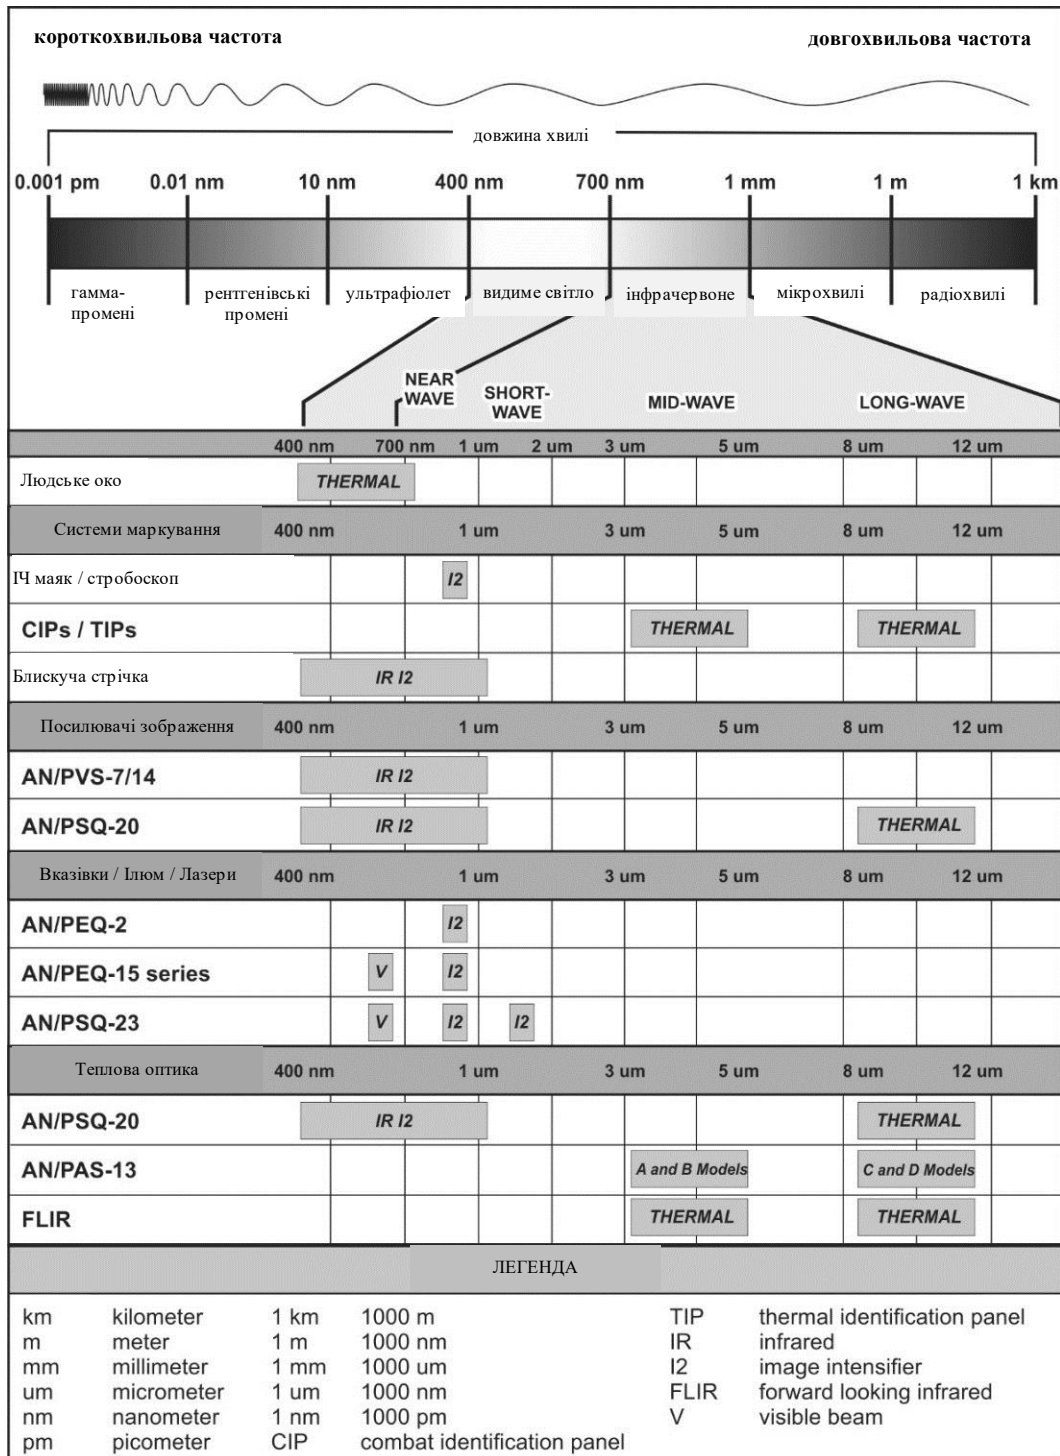 короткохвильова частота довгохвильова частота
довжина хвилі
0.001 pm 0.01 nm 10 nm 400 nm 700 nm 1 mm 1 m 1 km
гамма-
промені
рентгенівські
промені
ультрафіолет
видиме світло
інфрачервоне
мікрохвилі
радіохвилі
NEAR
WAVE
SHORT-
WAVE
MID-WAVE
LONG-WAVE
400 nm 700 nm 1 um 2 um 3 um 5 um 8 um 12 um
Людське око THERMAL
Системи маркування 400 nm 1 um 3 um 5 um 8 um 12 um
ІЧ маяк / стробоскоп I2
CIPs / TIPs THERMAL THERMAL
Блискуча стрічка IR I2
Посилювачі зображення 400 nm 1 um 3 um 5 um 8 um 12 um
AN/PVS-7/14 IR I2
AN/PSQ-20 IR I2 THERMAL
Вказівки / Ілюм / Лазери 400 nm 1 um 3 um 5 um 8 um 12 um
AN/PEQ-2 I2
AN/PEQ-15 series V I2
AN/PSQ-23 V I2 I2
Теплова оптика 400 nm 1 um 3 um 5 um 8 um 12 um
AN/PSQ-20 IR I2 THERMAL
AN/PAS-13 A and B Models C and D Models
FLIR THERMAL THERMAL
ЛЕГЕНДА
km kilometer 1 km 1000 m TIP thermal identification panel
m meter 1 m 1000 nm IR infrared
mm millimeter 1 mm 1000 um I2 image intensifier
um micrometer 1 um 1000 nm FLIR forward looking infrared
nm nanometer 1 nm 1000 pm V visible beam
pm picometer CIP combat identification panel